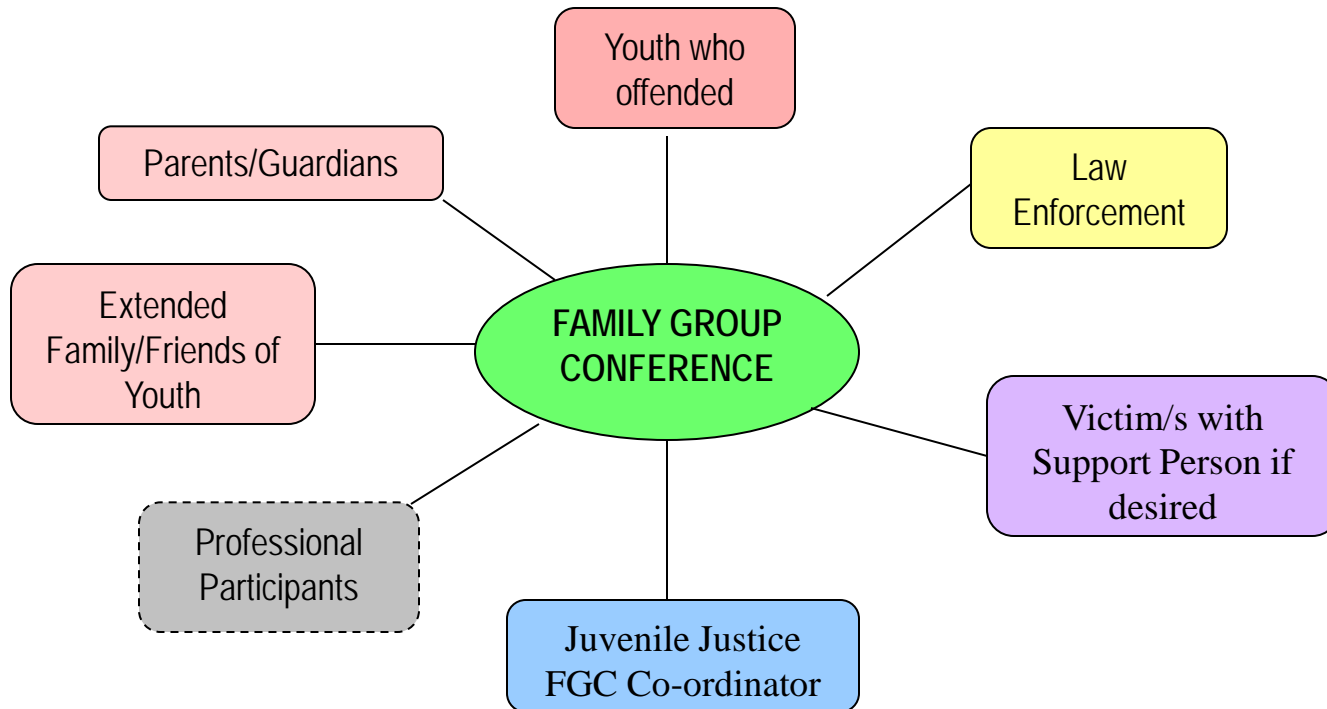 Youth who
offended
Parents/Guardians
Law
Enforcement
Extended
Family/Friends of
Youth
FAMILY GROUP
CONFERENCE
Victim/s with
Support Person if
desired
Professional
Participants
Juvenile Justice
FGC Co-ordinator